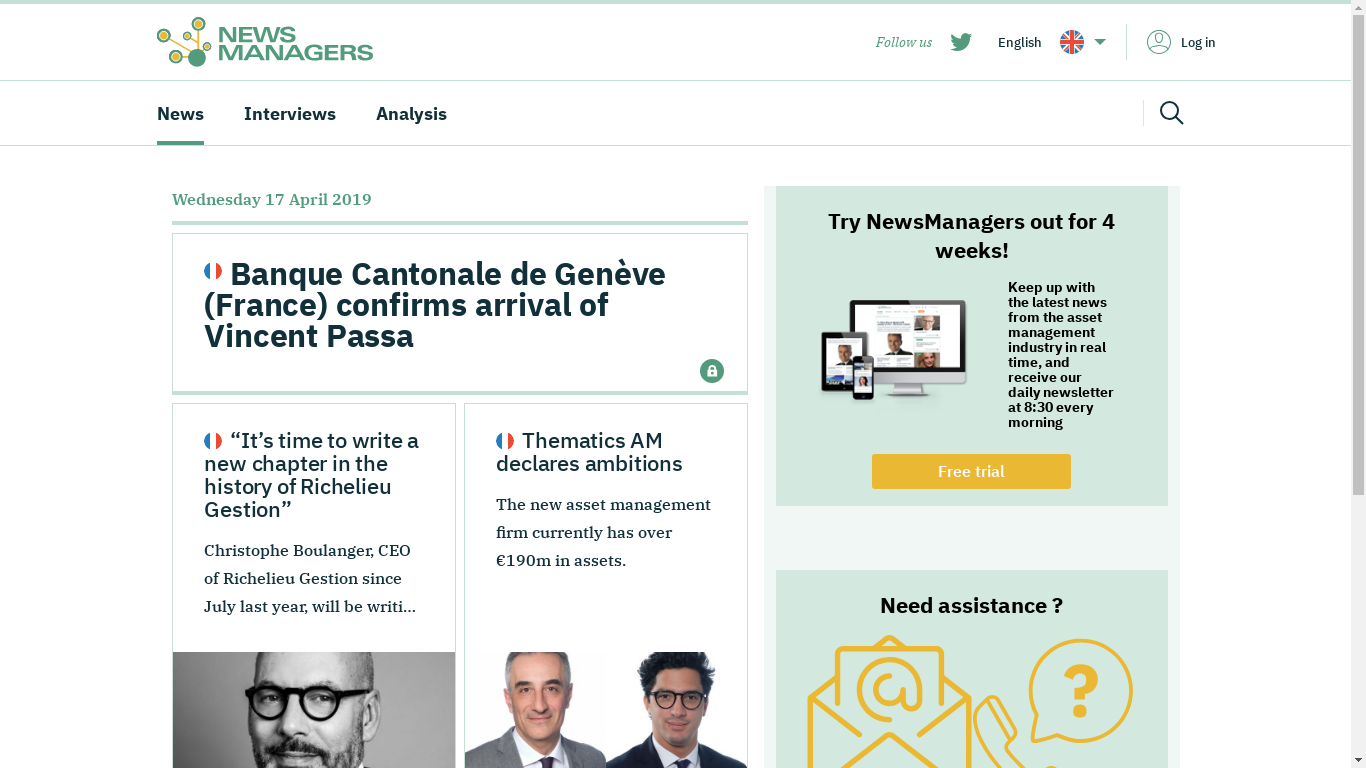 NEWS
MANAGERS
Follow us
English
Log in
News
Interviews
Analysis
Wednesday 17 April 2019
Banque Cantonale de Genève
(France) confirms arrival of
Vincent Passa
“It’s time to write a
new chapter in the
history of Richelieu
Gestion”
Christophe Boulanger, CEO
of Richelieu Gestion since
July last year, will be writi...
Thematics AM
declares ambitions
The new asset management
firm currently has over
€190m in assets.
Try NewsManagers out for 4
weeks!
Keep up with
the latest news
from the asset
management
industry in real
time, and
receive our
daily newsletter
at 8:30 every
morning
Free trial
Need assistance ?
@
?